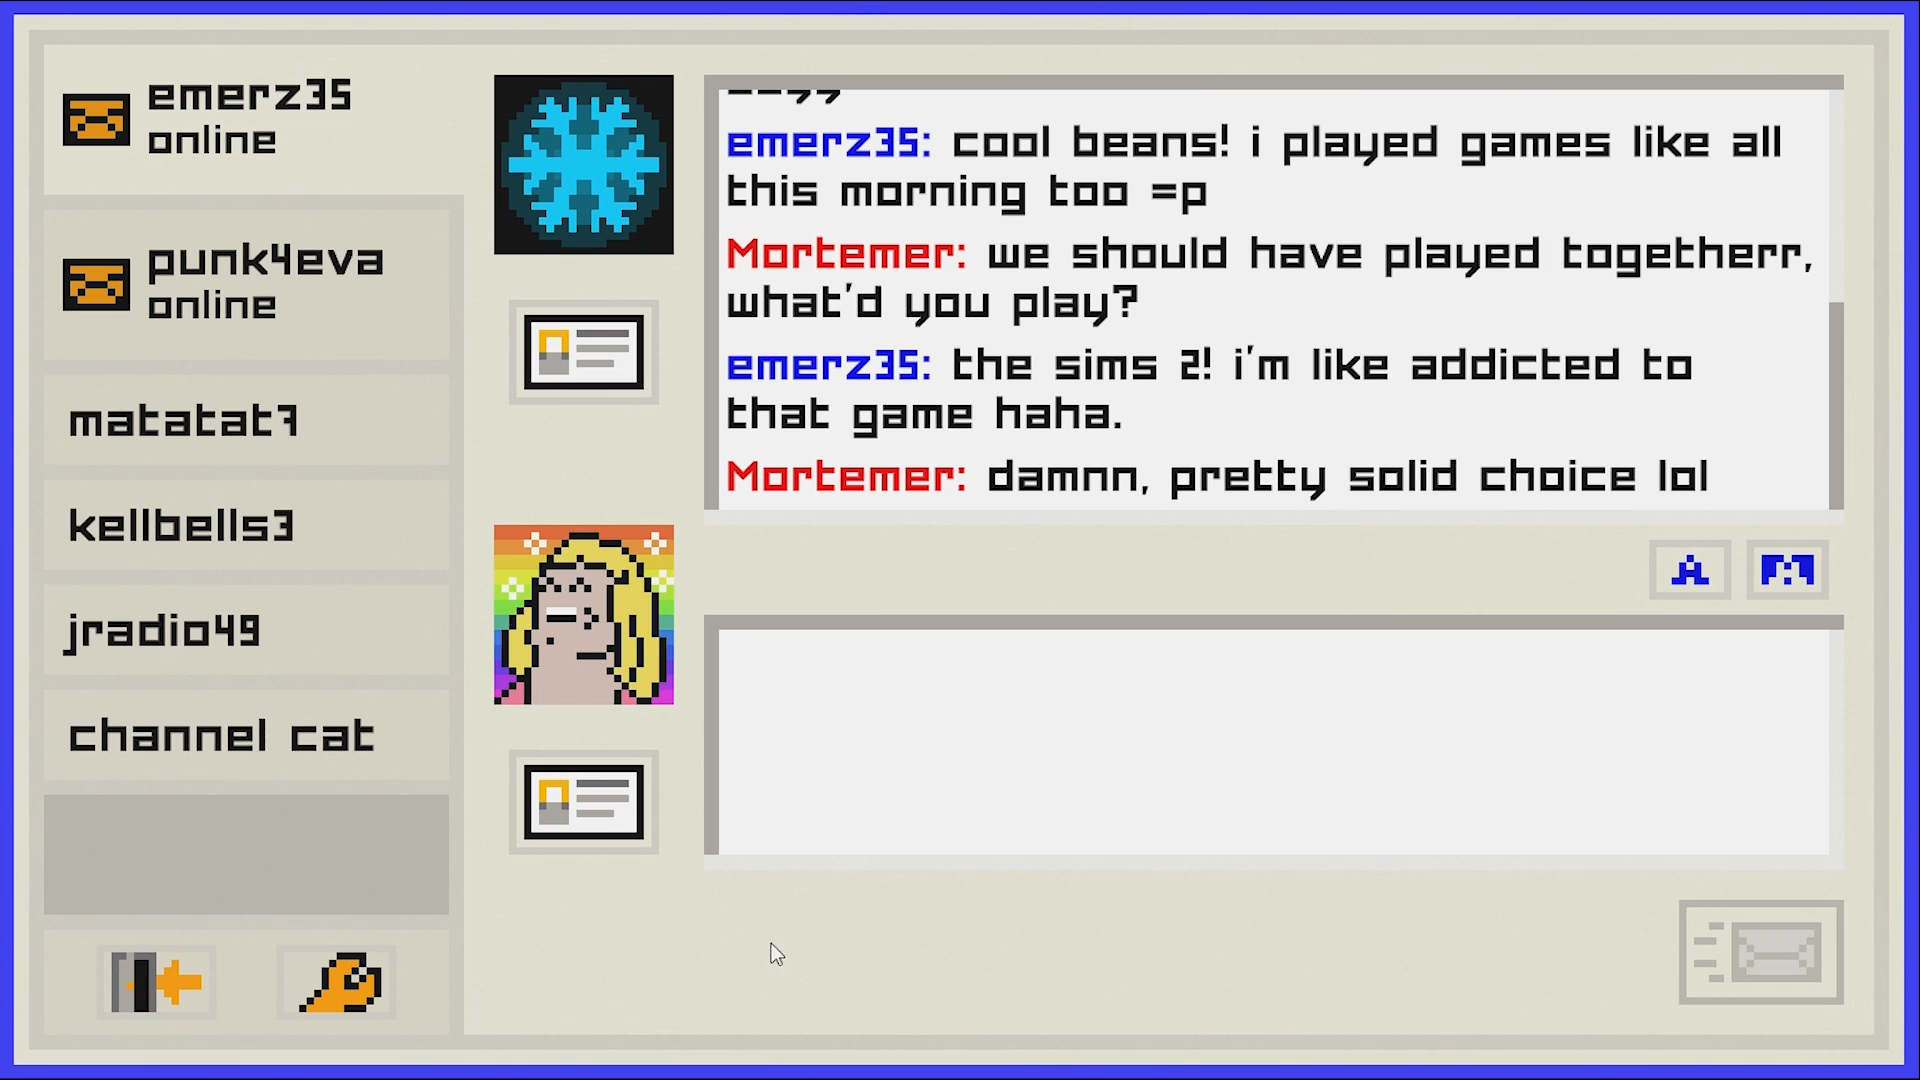 emerz35
online
punk4eva
online
matatat7
kellbells3
jradio49
channel cat
emerz35: cool beans! i played games like all
this morning too =p
Mortemer: we should have played togetherr,
what'd you play?
emerz35: the sims 2! i'm like addicted to
that game haha.
Mortemer: damnn, pretty solid choice lol
A